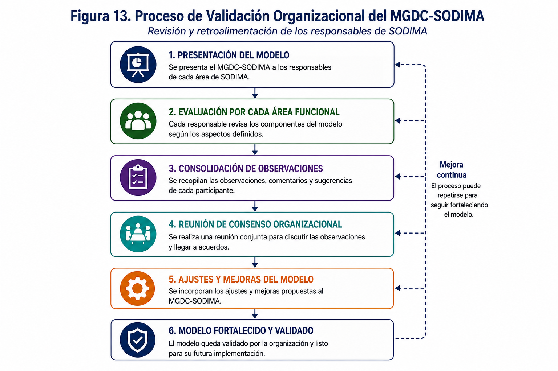 Figura 13. Proceso de Validación Organizacional del MGDC-SODIMA
Revisión y retroalimentación de los responsables de SODIMA
1. PRESENTACIÓN DEL MODELO
Se presenta el MGDC-SODIMA a los responsables
de cada área de SODIMA.
2. EVALUACIÓN POR CADA ÁREA FUNCIONAL
Cada responsable revisa los componentes del modelo
según los aspectos definidos.
3. CONSOLIDACIÓN DE OBSERVACIONES
Se recopilan las observaciones, comentarios y sugerencias
de cada participante.
4. REUNIÓN DE CONSENSO ORGANIZACIONAL
Se realiza una reunión conjunta para discutir las observaciones
y llegar a acuerdos.
5. AJUSTES Y MEJORAS DEL MODELO
Se incorporan los ajustes y mejoras propuestas al
MGDC-SODIMA.
6. MODELO FORTALECIDO Y VALIDADO
El modelo queda validado por la organización y listo
para su futura implementación.
Mejora
continua
El proceso puede
repetirse para
seguir fortaleciendo
el modelo.